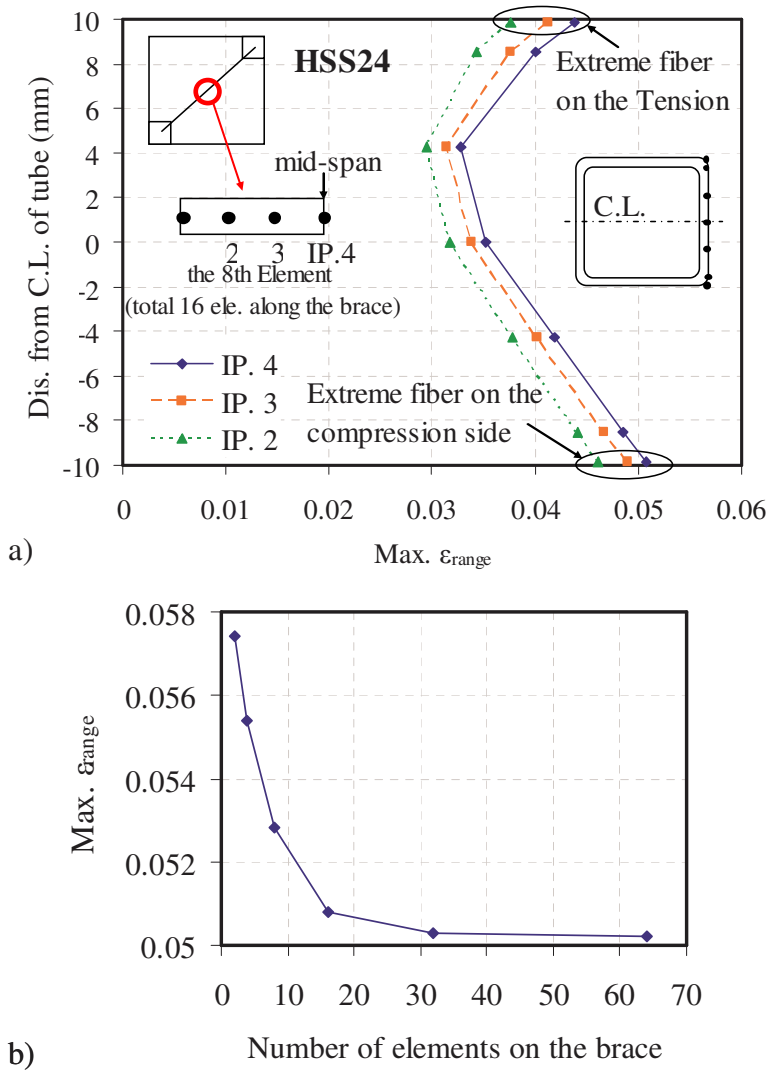 10
8
6
4
2
0
-2
-4
-6
-8
-10
Dis. from C.L. of tube (mm)
HSS24
Extreme fiber
on the Tension
mid-span
C.L.
2 3 IP.4
the 8th Element
(total 16 ele. along the brace)
IP. 4
IP. 3
IP. 2
Extreme fiber on the
compression side
0 0.01 0.02 0.03 0.04 0.05 0.06
Max. εrange
a)
0.058
0.056
0.054
0.052
0.05
Max. εrange
0 10 20 30 40 50 60 70
Number of elements on the brace
b)